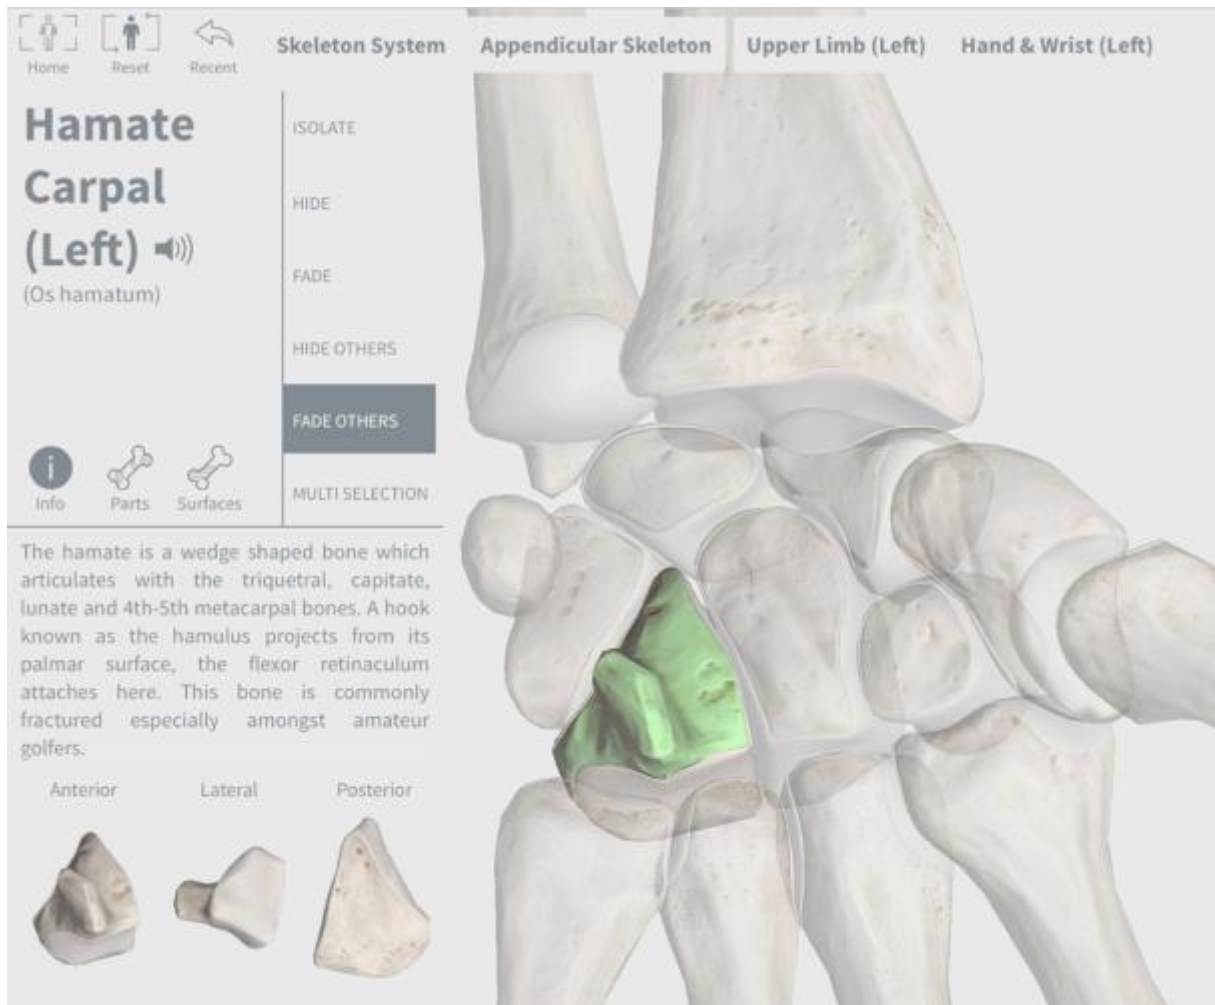 Home Reset Recent
Skeleton System Appendicular Skeleton Upper Limb (Left) Hand & Wrist (Left)
Hamate
Carpal
(Left)
(Os hamatum)
ISOLATE
HIDE
FADE
HIDE OTHERS
FADE OTHERS
MULTI SELECTION
i
Info Parts Surfaces
The hamate is a wedge shaped bone which
articulates with the triquetral, capitate,
lunate and 4th-5th metacarpal bones. A hook
known as the hamulus projects from its
palmar surface, the flexor retinaculum
attaches here. This bone is commonly
fractured especially amongst amateur
golfers.
Anterior Lateral Posterior